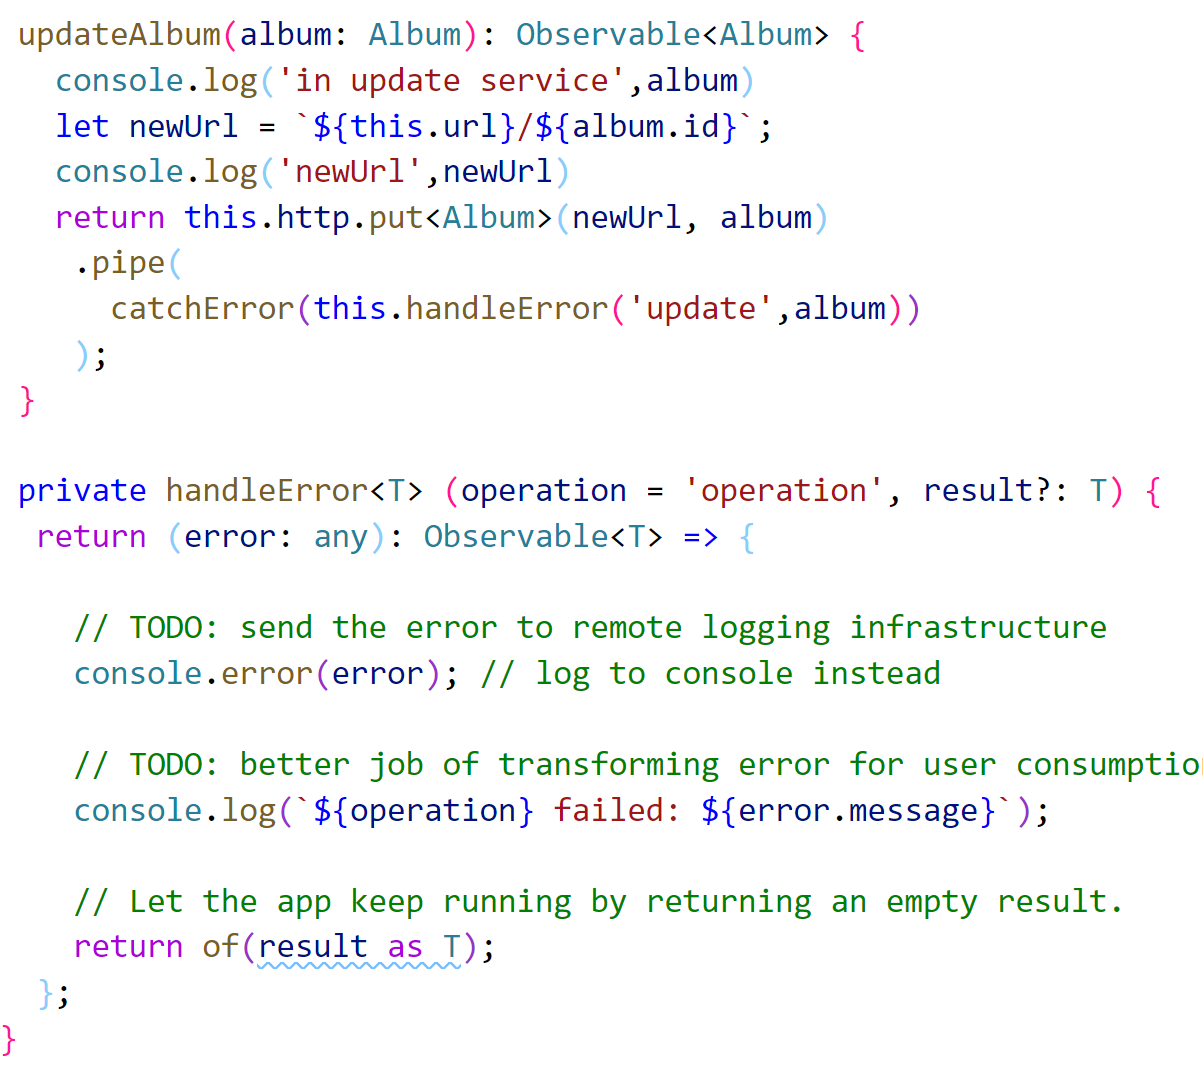 updateAlbum(album: Album): Observable<Album> {
console.log('in update service',album)
let newUrl = `${this.url}/${album.id}`;
console.log('newUrl',newUrl)
return this.http.put<Album>(newUrl, album)
.pipe(
catchError(this.handleError('update',album))
);
}
private handleError<T> (operation = 'operation', result?: T) {
return (error: any): Observable<T> => {
// TODO: send the error to remote logging infrastructure
console.error(error); // log to console instead
// TODO: better job of transforming error for user consumptio
console.log(`${operation} failed: ${error.message}`);
// Let the app keep running by returning an empty result.
return of(result as T);
};
}